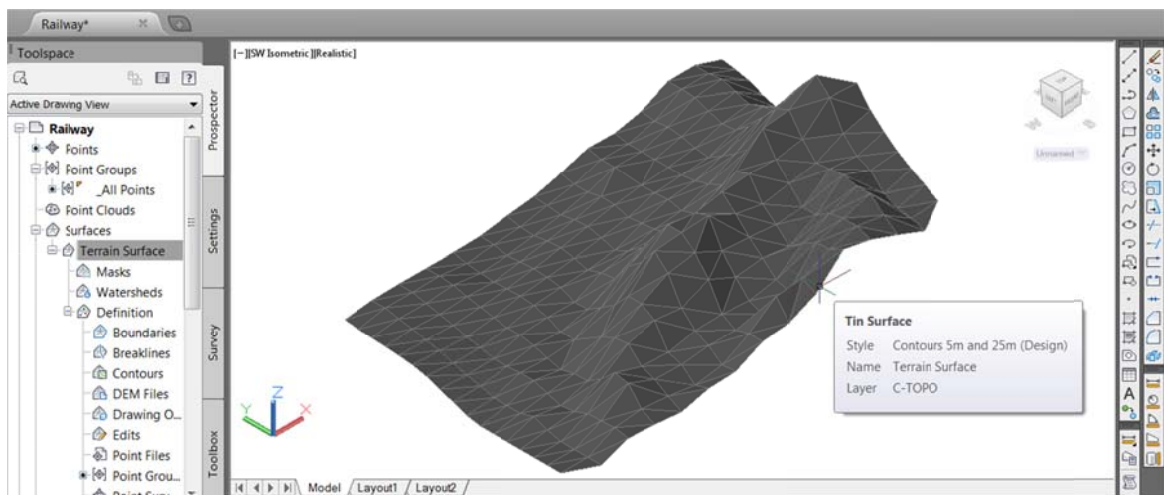 Railway*
Toolspace
Active Drawing View
Railway
Points
Point Groups
_All Points
Point Clouds
Surfaces
Terrain Surface
Masks
Watersheds
Definition
Boundaries
Breaklines
Contours
DEM Files
Drawing O...
Edits
Point Files
Point Grou...
Prospector
Settings
Survey
Toolbox
[−][SW Isometric][Realistic]
Unnamed
Z
Y
X
Tin Surface
Style Contours 5m and 25m (Design)
Name Terrain Surface
Layer C-TOPO
Model
Layout1
Layout2
A